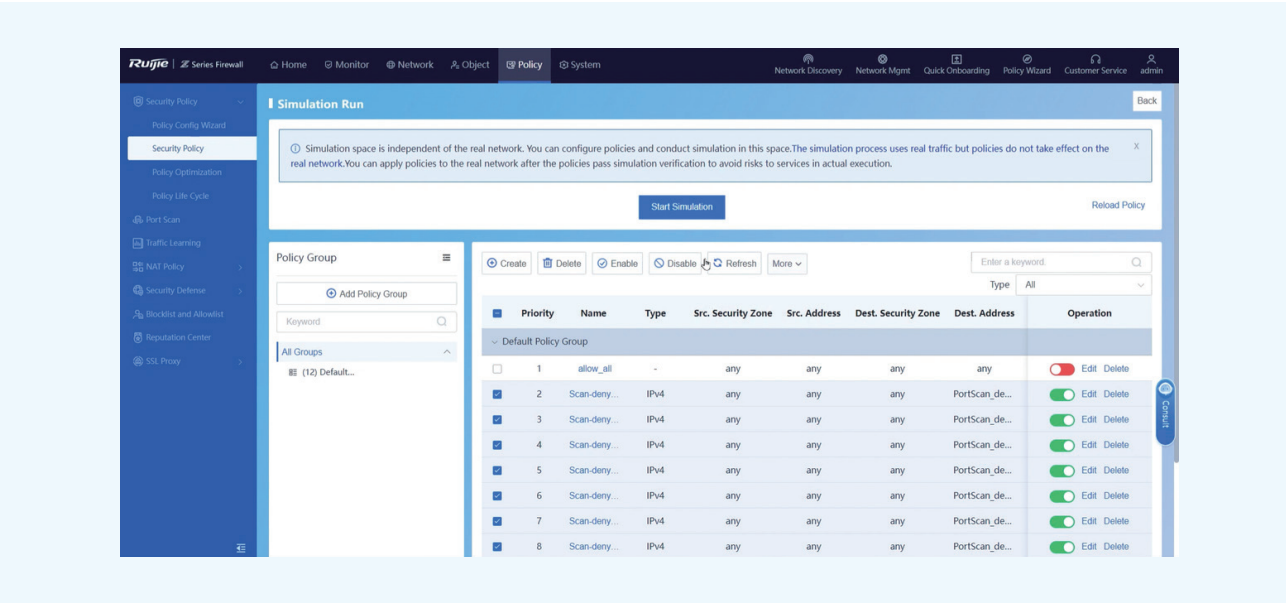 Ruijie | Z Series Firewall Home Monitor Network Object Policy System Network Discovery Network Mgmt Quick Onboarding Policy Wizard Customer Service admin
Security Policy
Policy Config Wizard
Security Policy
Policy Optimization
Policy Life Cycle
Port Scan
Traffic Learning
NAT Policy
Security Defense
Blocklist and Allowlist
Reputation Center
SSL Proxy
Simulation Run Back
Simulation space is independent of the real network. You can configure policies and conduct simulation in this space.The simulation process uses real traffic but policies do not take effect on the X
real network.You can apply policies to the real network after the policies pass simulation verification to avoid risks to services in actual execution.
Start Simulation Reload Policy
Policy Group
Add Policy Group
Keyword
All Groups
(12) Default...
Create Delete Enable Disable Refresh More Enter a keyword.
Type All
Priority Name Type Src. Security Zone Src. Address Dest. Security Zone Dest. Address Operation
Default Policy Group
1 allow_all - any any any any Edit Delete
2 Scan-deny... IPv4 any any any PortScan_de... Edit Delete
3 Scan-deny... IPv4 any any any PortScan_de... Edit Delete
4 Scan-deny... IPv4 any any any PortScan_de... Edit Delete
5 Scan-deny... IPv4 any any any PortScan_de... Edit Delete
6 Scan-deny... IPv4 any any any PortScan_de... Edit Delete
7 Scan-deny... IPv4 any any any PortScan_de... Edit Delete
8 Scan-deny... IPv4 any any any PortScan_de... Edit Delete
Consult